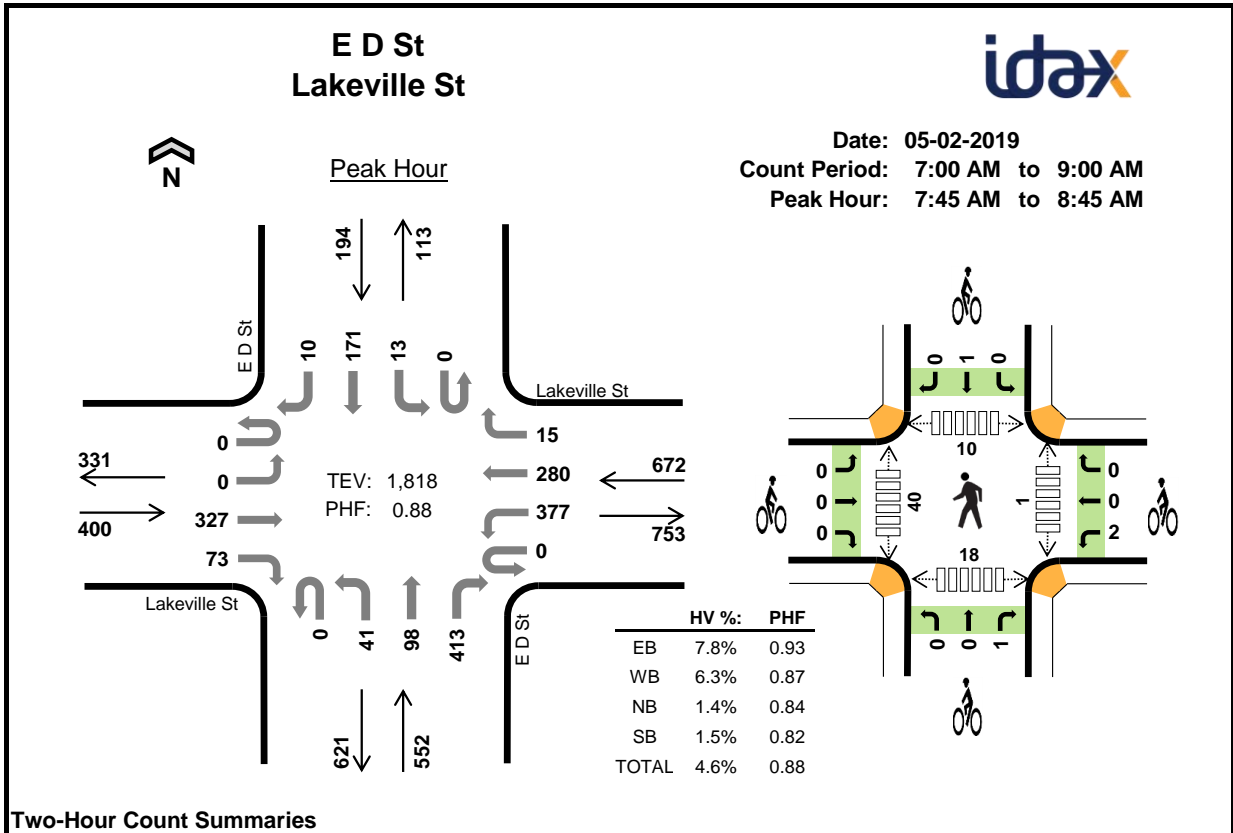 E D St
Lakeville St
idax
Date: 05-02-2019
Count Period: 7:00 AM to 9:00 AM
Peak Hour: 7:45 AM to 8:45 AM
N
Peak Hour
194
113
E D St
10
171
13
0
Lakeville St
0
0
327
73
331
400
TEV: 1,818
PHF: 0.88
15
280
377
0
672
753
Lakeville St
0
41
98
413
E D St
621
552
HV %: PHF
EB 7.8% 0.93
WB 6.3% 0.87
NB 1.4% 0.84
SB 1.5% 0.82
TOTAL 4.6% 0.88
0
1
0
10
0
0
0
40
1
0
0
2
18
0
0
1
Two-Hour Count Summaries